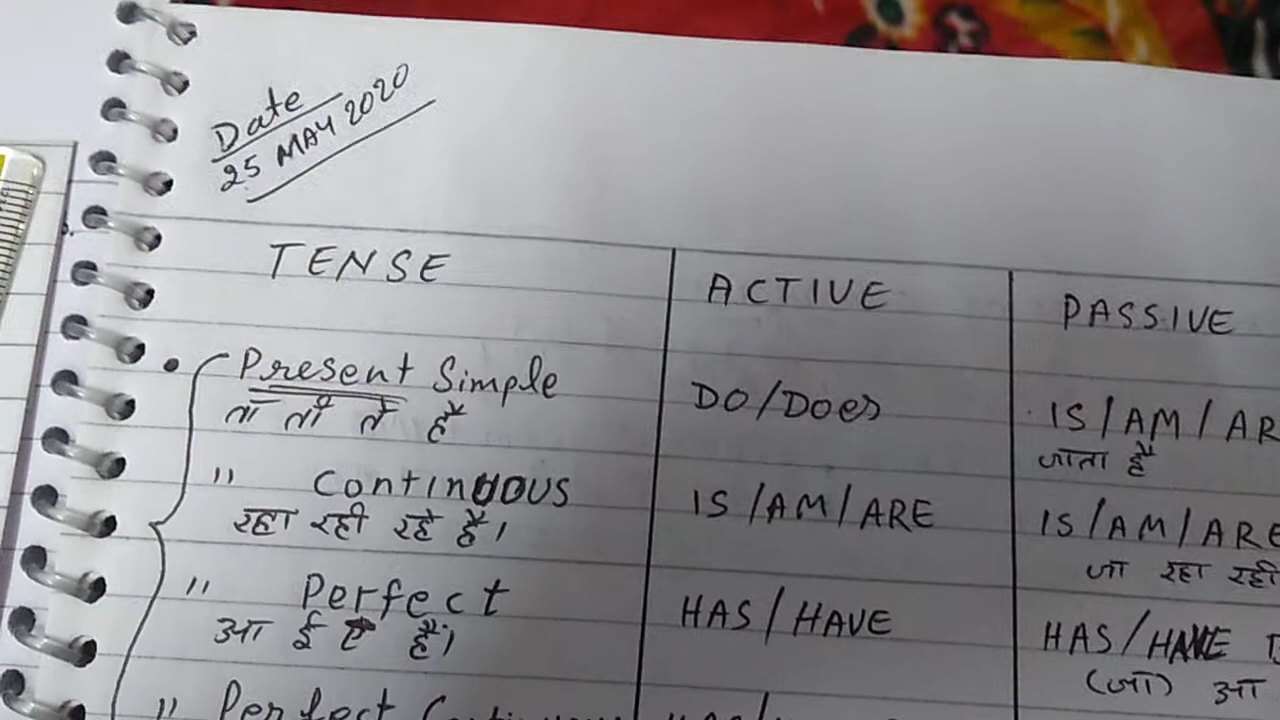 Date
25 MAY 2020
TENSE ACTIVE PASSIVE
Present Simple DO/DOES IS/AM/AR
ता ती ते हैं जाता है
" Continuous IS/AM/ARE IS/AM/ARE
रहा रही रहे हैं। जा रहा रही
" Perfect HAS/HAVE HAS/HAVE
आ ई ए हैं। (जा) आ
" Perfect